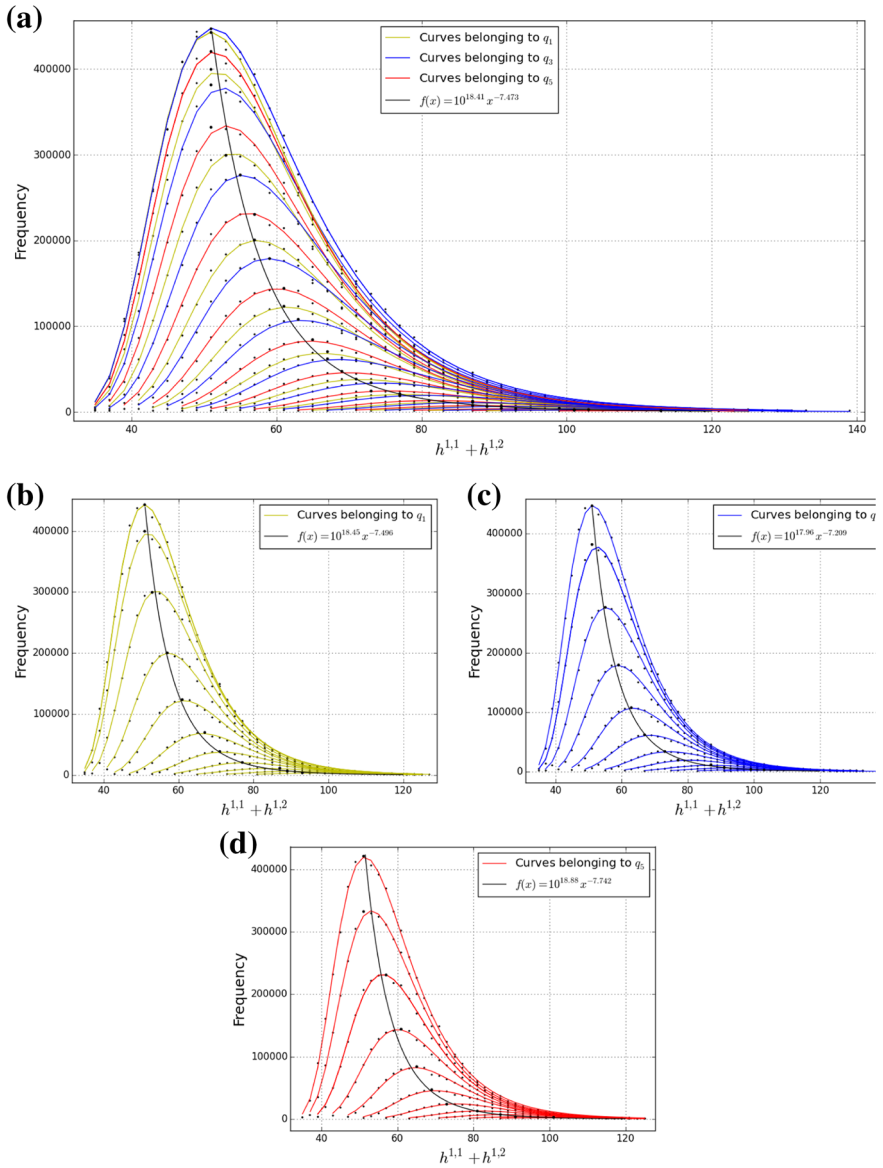 (a)
Curves belonging to q₁
Curves belonging to q₃
Curves belonging to q₅
f(x) = 10^{18.41} x^{-7.473}
400000
300000
200000
100000
0
Frequency
40 60 80 100 120 140
h^{1,1} + h^{1,2}
(b)
Curves belonging to q₁
f(x) = 10^{18.45} x^{-7.496}
400000
300000
200000
100000
0
Frequency
40 60 80 100 120
h^{1,1} + h^{1,2}
(c)
Curves belonging to q
f(x) = 10^{17.96} x^{-7.209}
400000
300000
200000
100000
0
Frequency
40 60 80 100 120
h^{1,1} + h^{1,2}
(d)
Curves belonging to q₅
f(x) = 10^{18.88} x^{-7.742}
400000
300000
200000
100000
0
Frequency
40 60 80 100 120
h^{1,1} + h^{1,2}